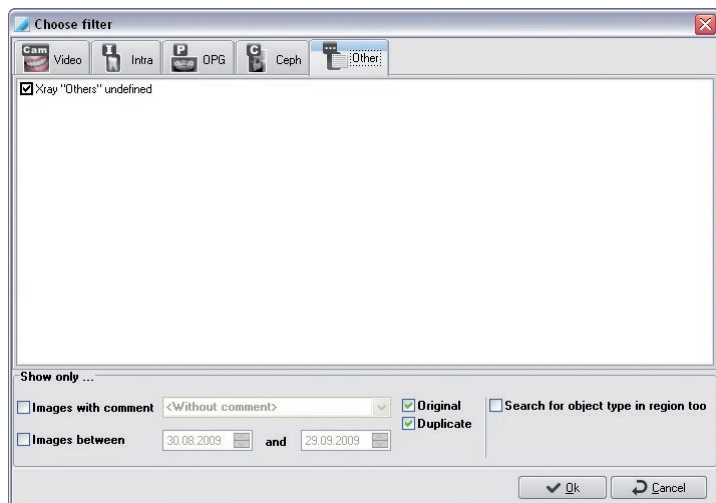 Choose filter
Cam Video
I Intra
P OPG
C Ceph
Other
Xray "Others" undefined
Show only ...
Images with comment <Without comment> Original Search for object type in region too
Duplicate
Images between 30.08.2009 and 29.09.2009
Ok Cancel